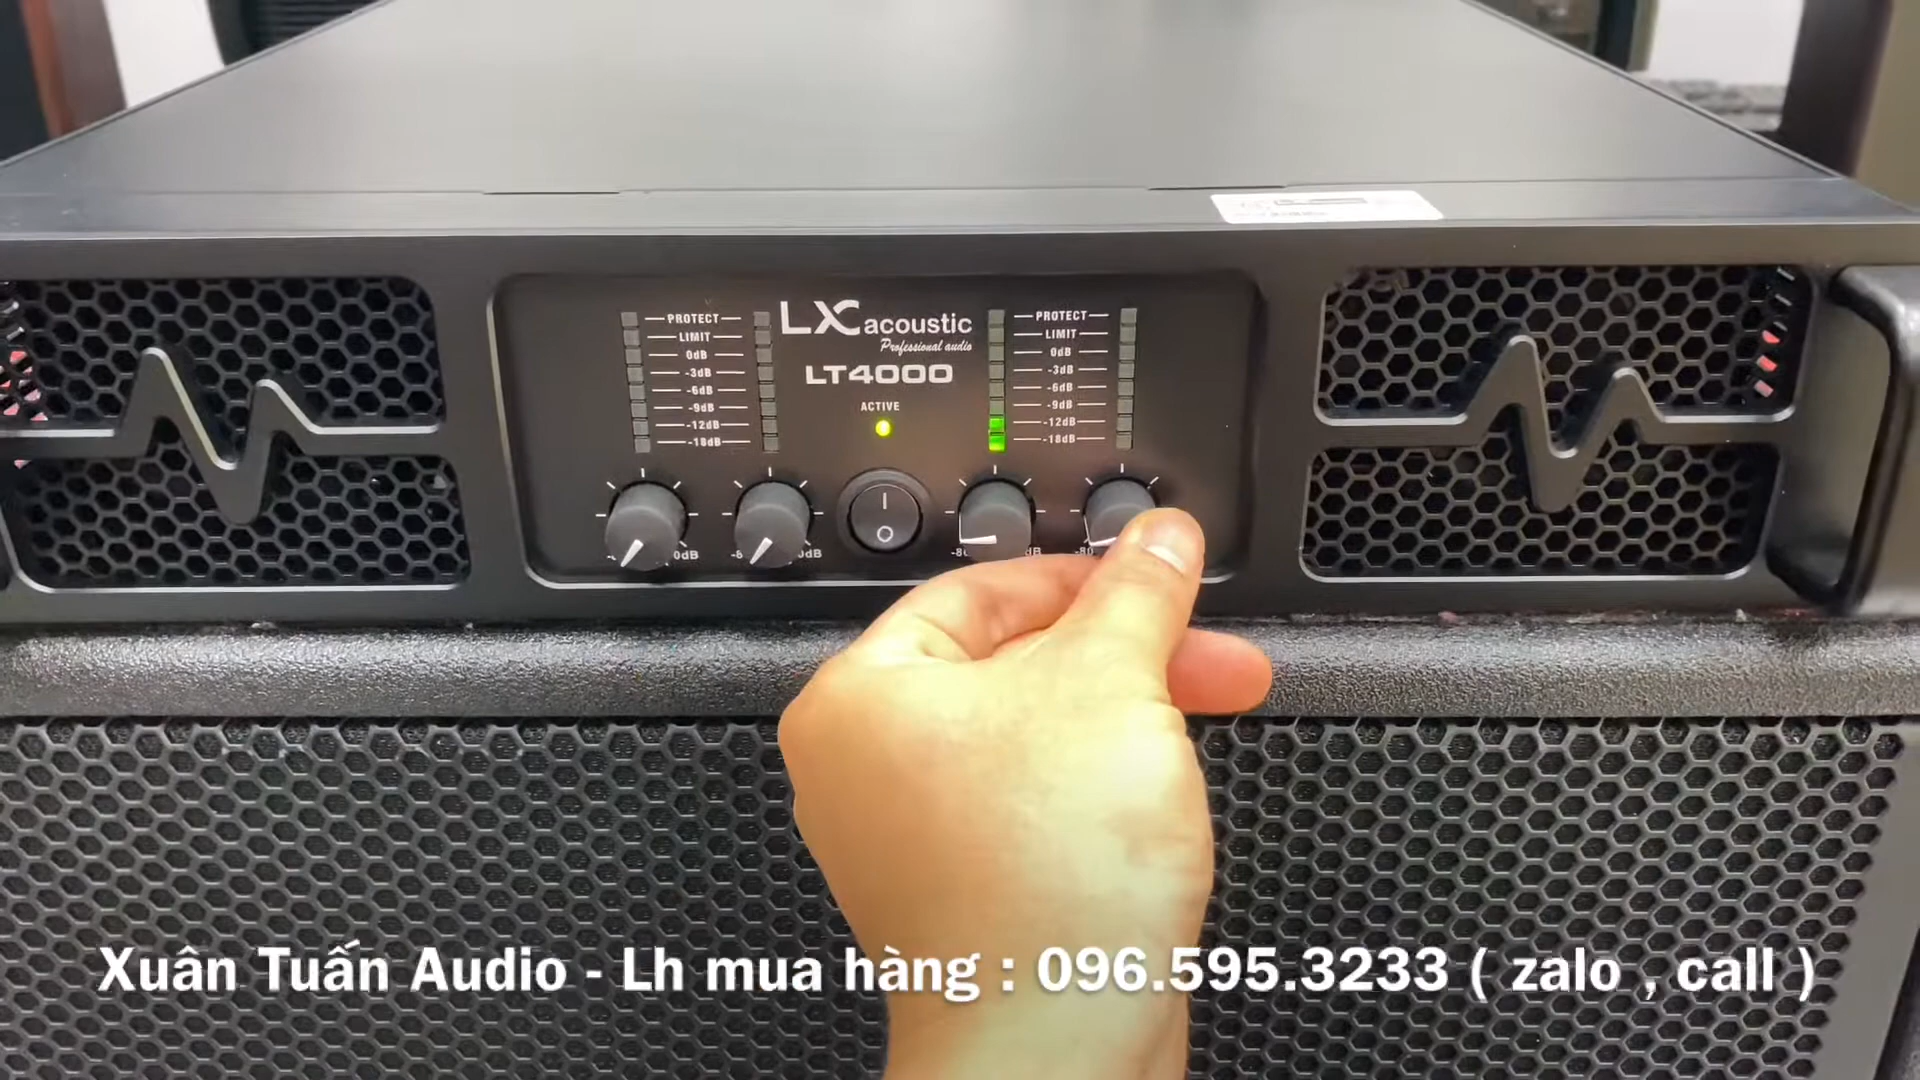 PROTECT
LIMIT
0dB
-3dB
-6dB
-9dB
-12dB
-18dB
LXacoustic
Professional audio
LT4000
ACTIVE
PROTECT
LIMIT
0dB
-3dB
-6dB
-9dB
-12dB
-18dB
0dB
0dB
-80
Xuân Tuấn Audio - Lh mua hàng : 096.595.3233 ( zalo , call )